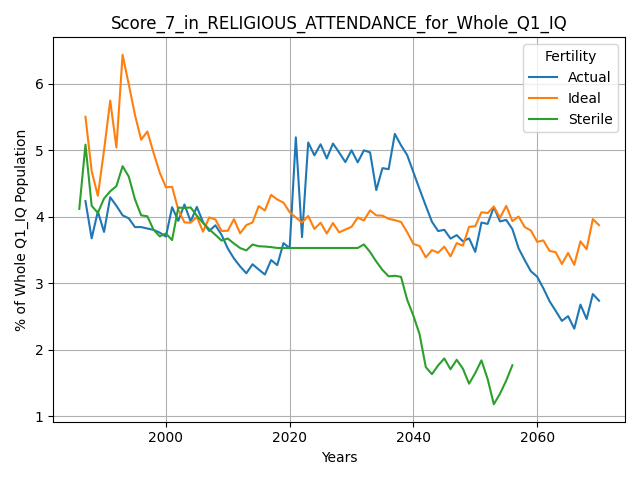 Score_7_in_RELIGIOUS_ATTENDANCE_for_Whole_Q1_IQ
Fertility
Actual
Ideal
Sterile
% of Whole Q1_IQ Population
6
5
4
3
2
1
2000
2020
2040
2060
Years